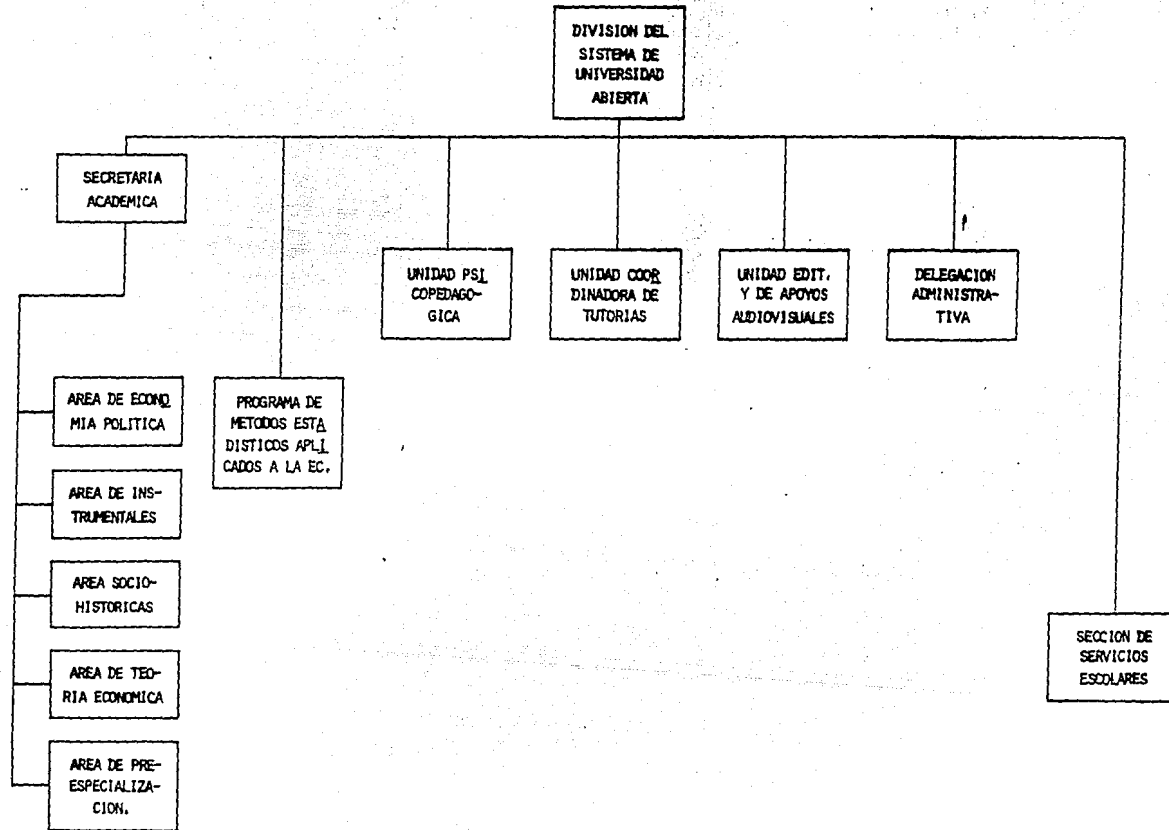 DIVISION DEL
SISTEMA DE
UNIVERSIDAD
ABIERTA
SECRETARIA
ACADEMICA
UNIDAD PSI
COPEDAGO-
GICA
UNIDAD COOR
DINADORA DE
TUTORIAS
UNIDAD EDIT.
Y DE APOYOS
AUDIOVISUALES
DELEGACION
ADMINISTRA-
TIVA
AREA DE ECONO
MIA POLITICA
PROGRAMA DE
METODOS ESTA
DISTICOS APLI
CADOS A LA EC.
AREA DE INS-
TRUMENTALES
AREA SOCIO-
HISTORICAS
AREA DE TEO-
RIA ECONOMICA
AREA DE PRE-
ESPECIALIZA-
CION.
SECCION DE
SERVICIOS
ESCOLARES